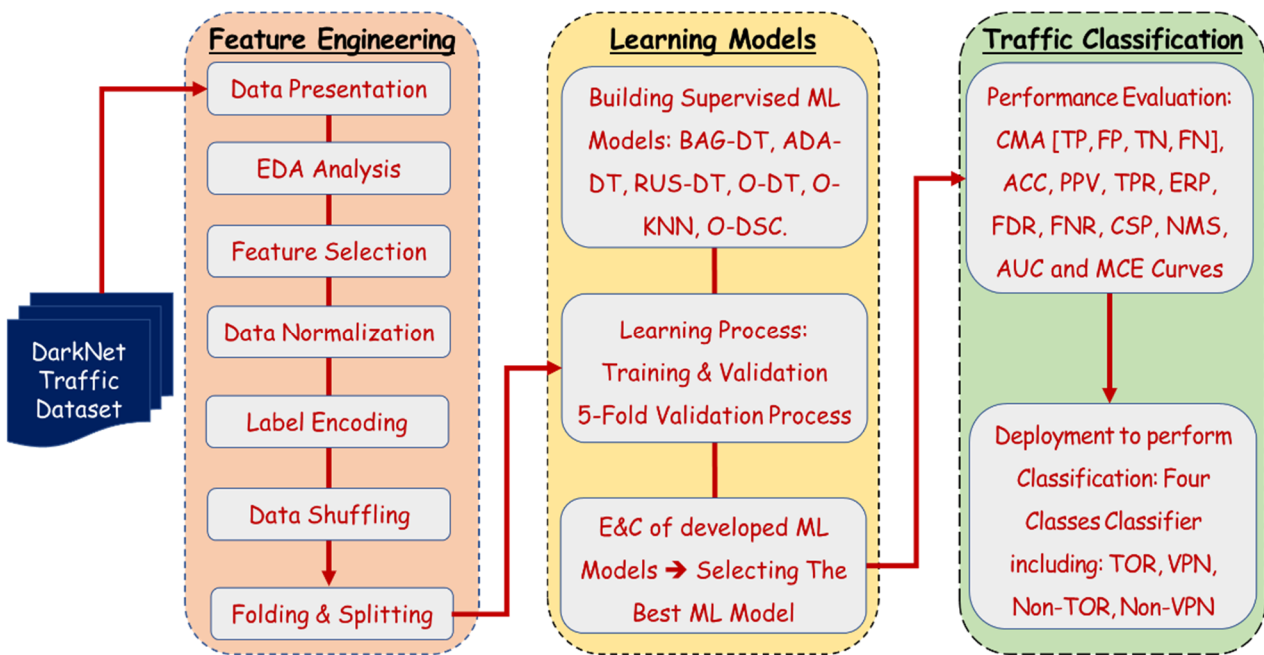 Feature Engineering
Data Presentation
EDA Analysis
Feature Selection
Data Normalization
Label Encoding
Data Shuffling
Folding & Splitting
DarkNet
Traffic
Dataset
Learning Models
Building Supervised ML
Models: BAG-DT, ADA-
DT, RUS-DT, O-DT, O-
KNN, O-DSC.
Learning Process:
Training & Validation
5-Fold Validation Process
E&C of developed ML
Models ➔ Selecting The
Best ML Model
Traffic Classification
Performance Evaluation:
CMA [TP, FP, TN, FN],
ACC, PPV, TPR, ERP,
FDR, FNR, CSP, NMS,
AUC and MCE Curves
Deployment to perform
Classification: Four
Classes Classifier
including: TOR, VPN,
Non-TOR, Non-VPN